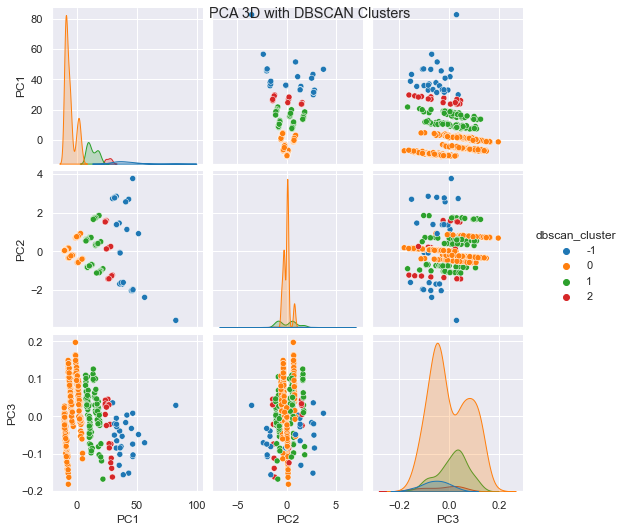 PCA 3D with DBSCAN Clusters
80
60
40
20
0
PC1
4
2
0
−2
PC2
0.2
0.1
0.0
−0.1
−0.2
PC3
0 50 100
PC1
−5 0 5
PC2
−0.2 0.0 0.2
PC3
dbscan_cluster
-1
0
1
2